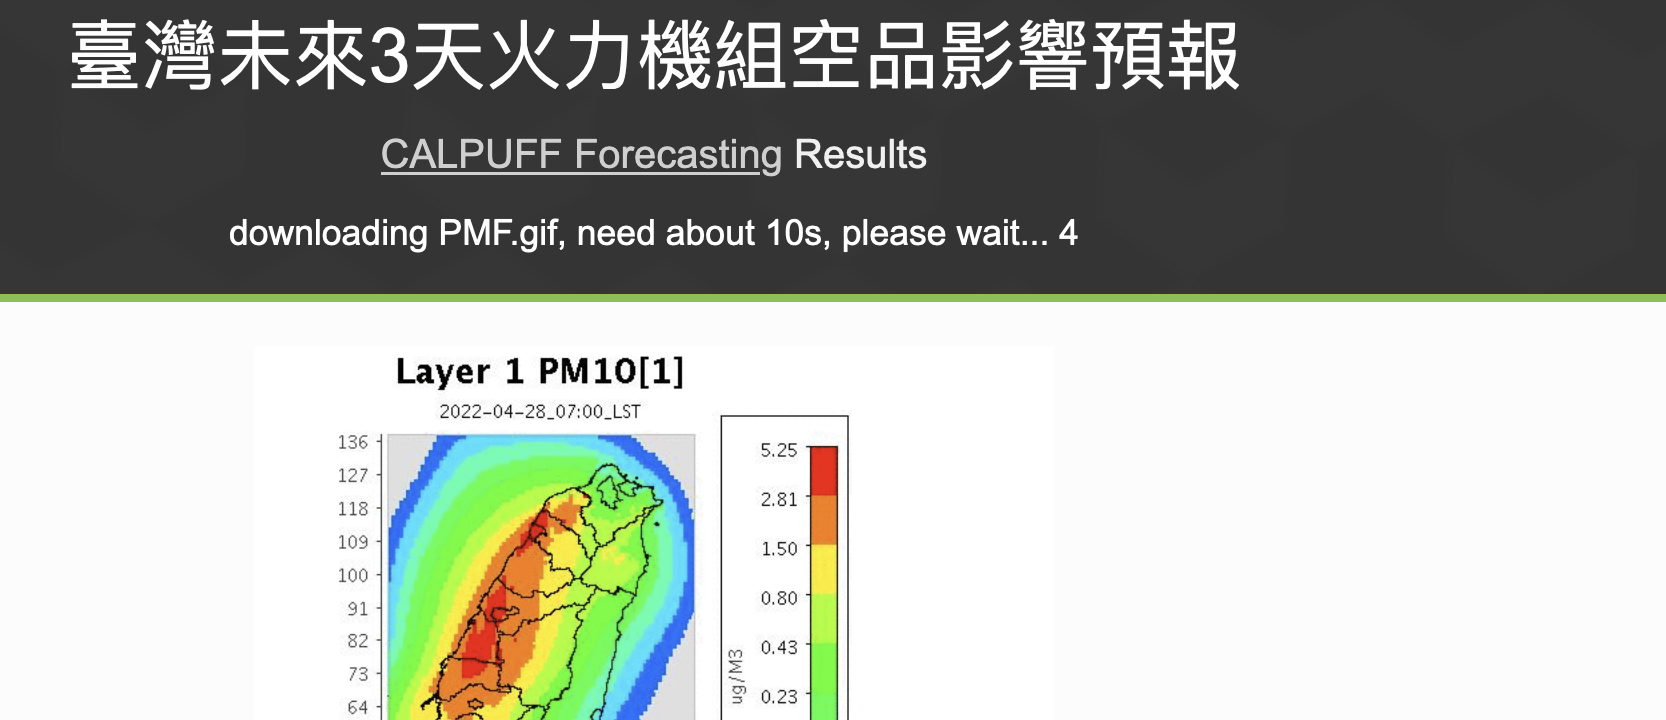 臺灣未來3天火力機組空品影響預報
CALPUFF Forecasting Results
downloading PMF.gif, need about 10s, please wait... 4
Layer 1 PM10[1]
2022-04-28_07:00_LST
136
127
118
109
100
91
82
73
64
5.25
2.81
1.50
0.80
0.43
0.23
ug/M3